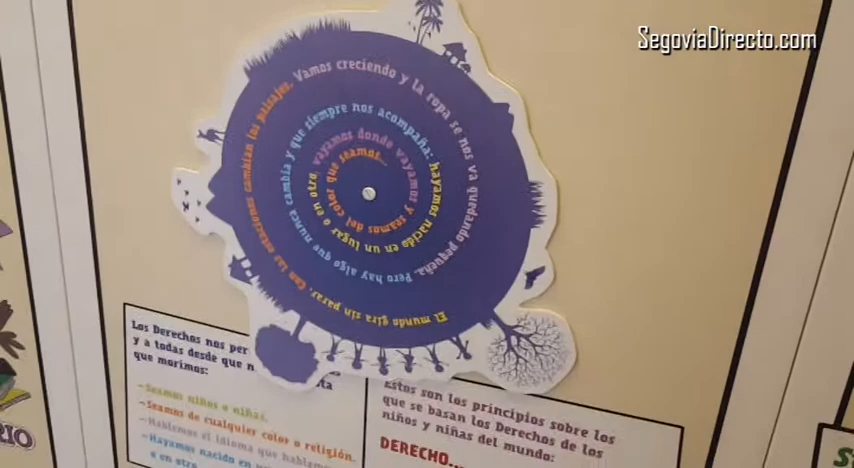 SegoviaDirecto.com
El mundo gira sin parar. Con las estaciones cambian los paisajes. Vamos creciendo y la ropa se nos va quedando pequeña. Pero hay algo que nunca cambia y que siempre nos acompaña: hayamos nacido en un lugar o en otro, vayamos donde vayamos y seamos del color que seamos...
Los Derechos nos per
y a todas desde que n
que morimos:
-Seamos niños o niñas.
-Seamos de cualquier color o religión.
-Hablemos el idioma que hablem
-Hayamos nacido en
o en otra
Estos son los principios sobre los
que se basan los Derechos de los
niños y niñas del mundo:
DERECHO...
RIO